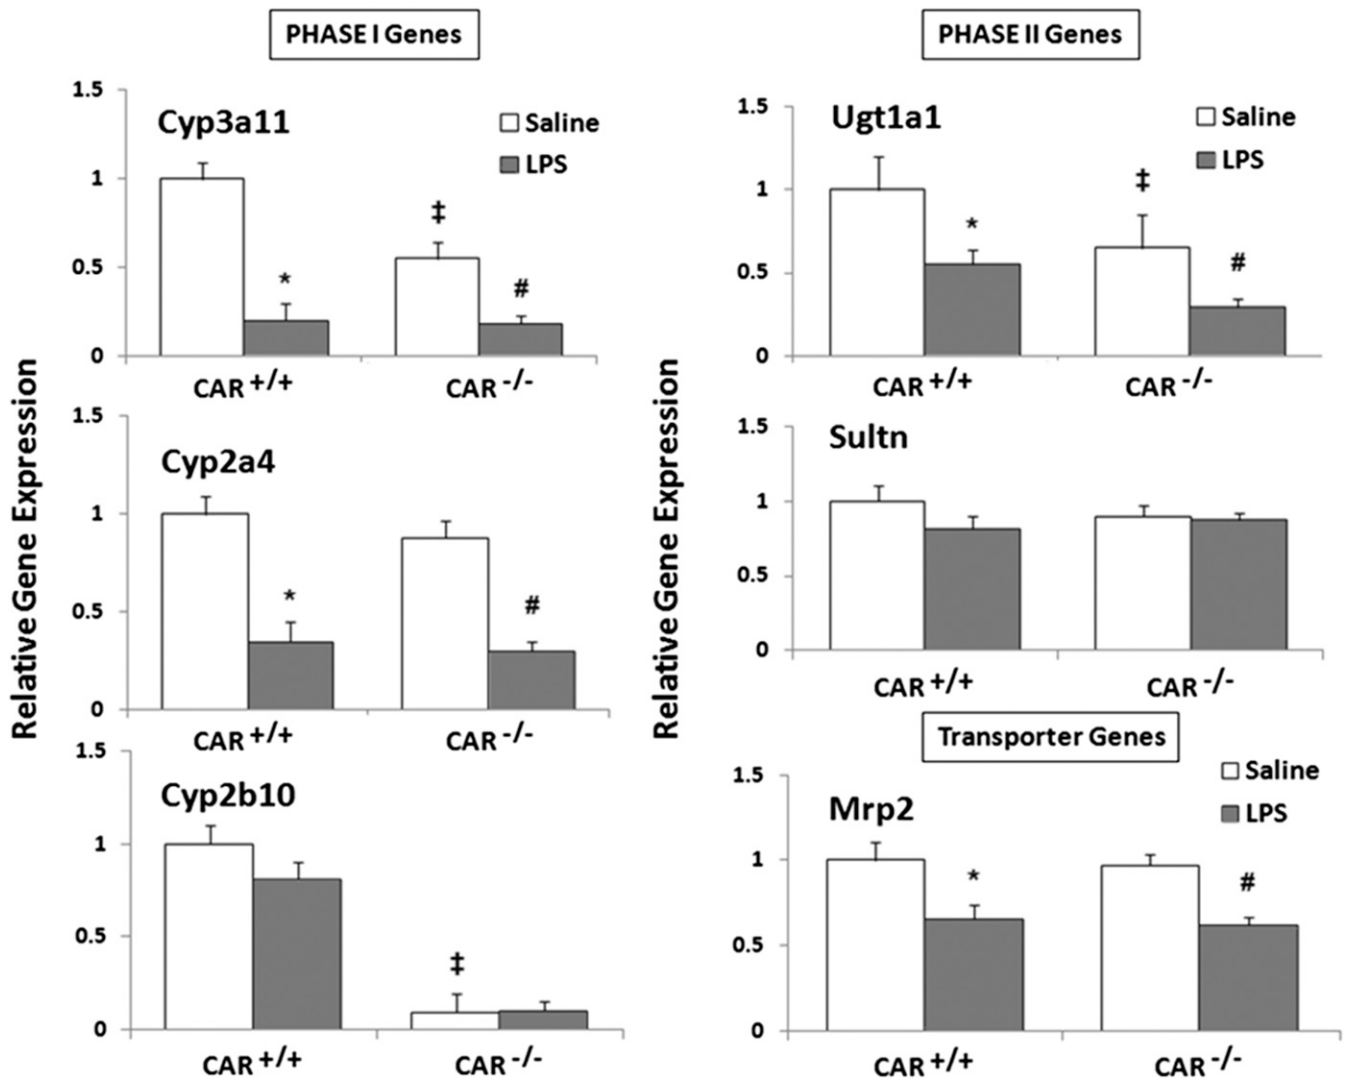 PHASE I Genes
Relative Gene Expression
1.5
1
0.5
0
Cyp3a11
Saline
LPS
*
‡
#
CAR +/+
CAR -/-
1.5
1
0.5
0
Cyp2a4
*
#
CAR +/+
CAR -/-
1.5
1
0.5
0
Cyp2b10
‡
CAR +/+
CAR -/-
PHASE II Genes
Relative Gene Expression
1.5
1
0.5
0
Ugt1a1
Saline
LPS
*
‡
#
CAR +/+
CAR -/-
1.5
1
0.5
0
Sultn
CAR +/+
CAR -/-
Transporter Genes
1.5
1
0.5
0
Mrp2
Saline
LPS
*
#
CAR +/+
CAR -/-